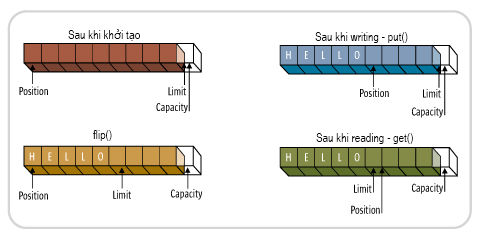 Sau khi khởi tạo
Position
Limit
Capacity
Sau khi writing - put()
H E L L O
Position
Limit
Capacity
flip()
H E L L O
Position
Limit
Capacity
Sau khi reading - get()
H E L L O
Limit
Position
Capacity